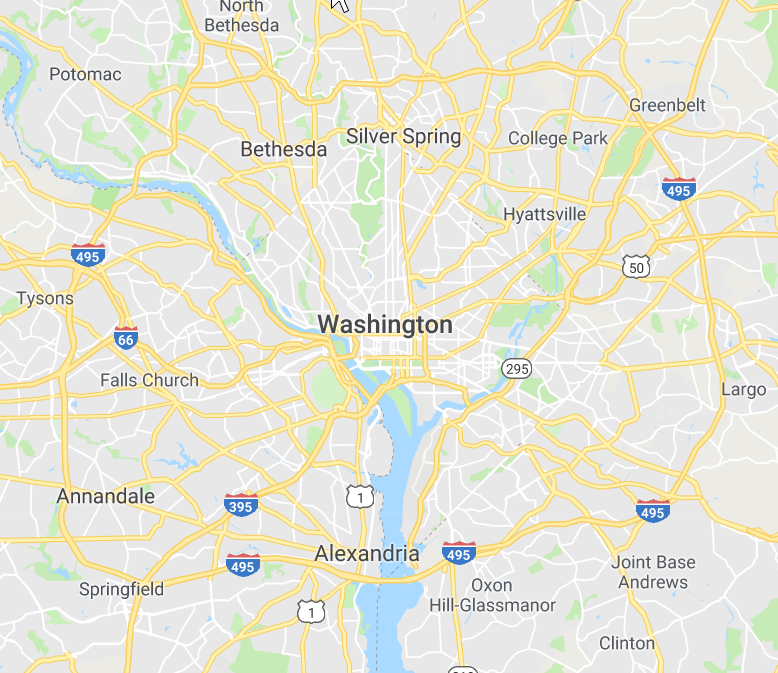 North
Bethesda
Potomac
Greenbelt
Silver Spring
College Park
Bethesda
495
Hyattsville
495
50
Tysons
Washington
66
295
Falls Church
Largo
Annandale
1
395
495
Alexandria
495
495
Joint Base
Andrews
Springfield
Oxon
Hill-Glassmanor
1
Clinton